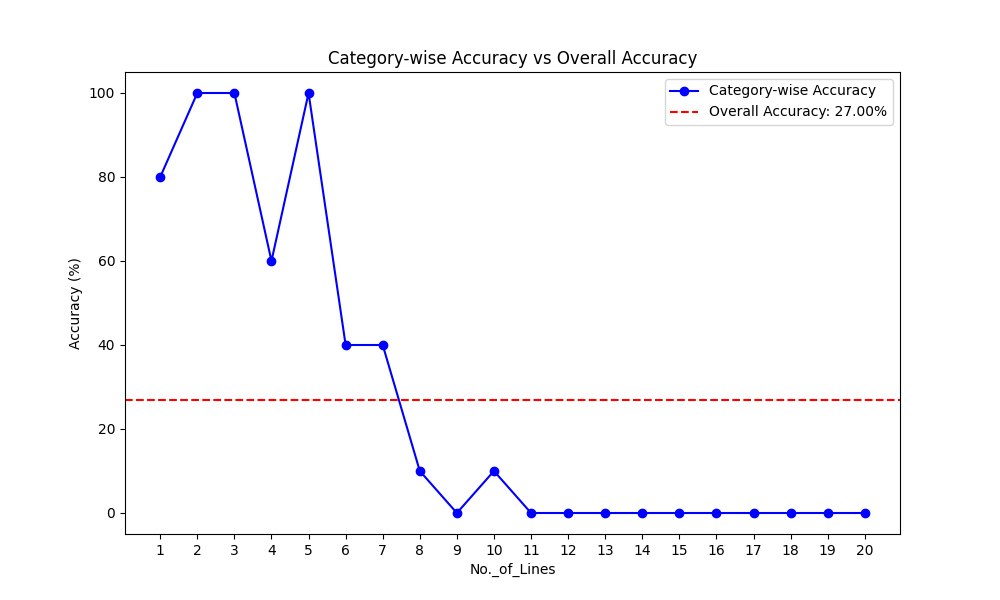 Category-wise Accuracy vs Overall Accuracy
Category-wise Accuracy
Overall Accuracy: 27.00%
100
80
60
40
20
0
Accuracy (%)
1 2 3 4 5 6 7 8 9 10 11 12 13 14 15 16 17 18 19 20
No._of_Lines